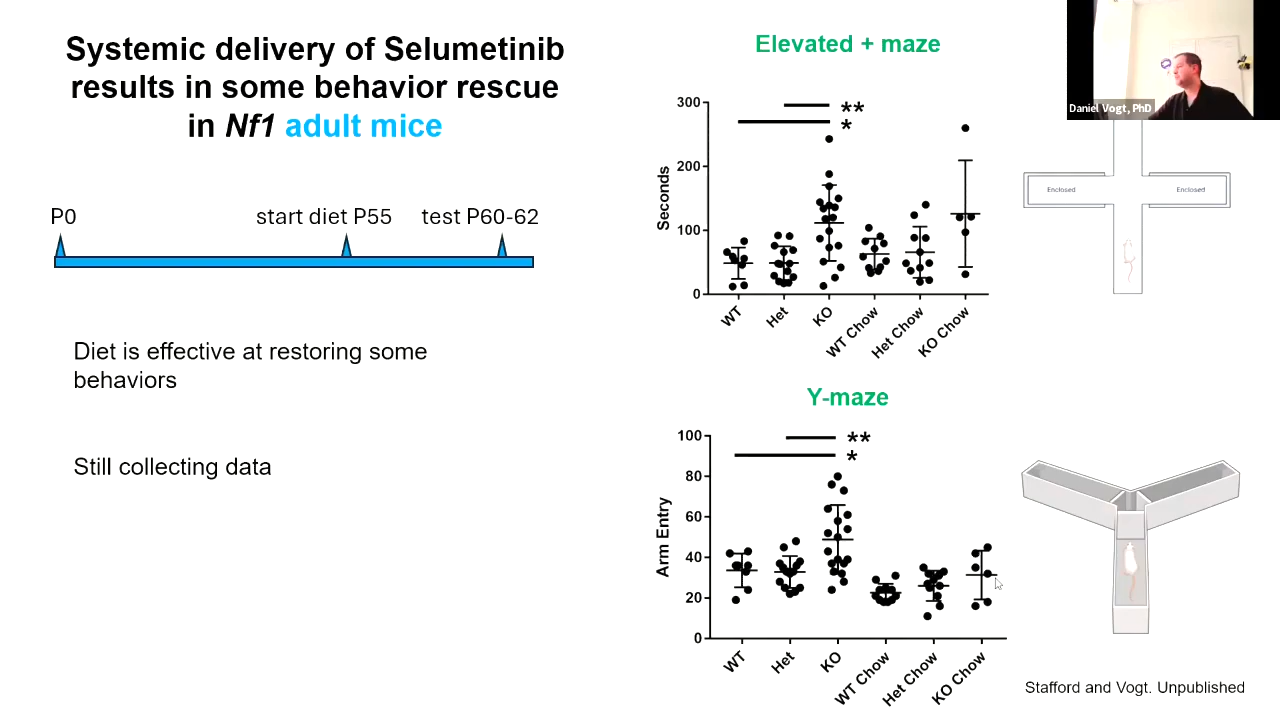 Systemic delivery of Selumetinib
results in some behavior rescue
in Nf1 adult mice
P0
start diet P55
test P60-62
Diet is effective at restoring some
behaviors
Still collecting data
Elevated + maze
**
*
300
200
100
0
Seconds
WT
Het
KO
WT Chow
Het Chow
KO Chow
Enclosed
Enclosed
Daniel Vogt, PhD
Y-maze
**
*
100
80
60
40
20
0
Arm Entry
WT
Het
KO
WT Chow
Het Chow
KO Chow
Stafford and Vogt. Unpublished